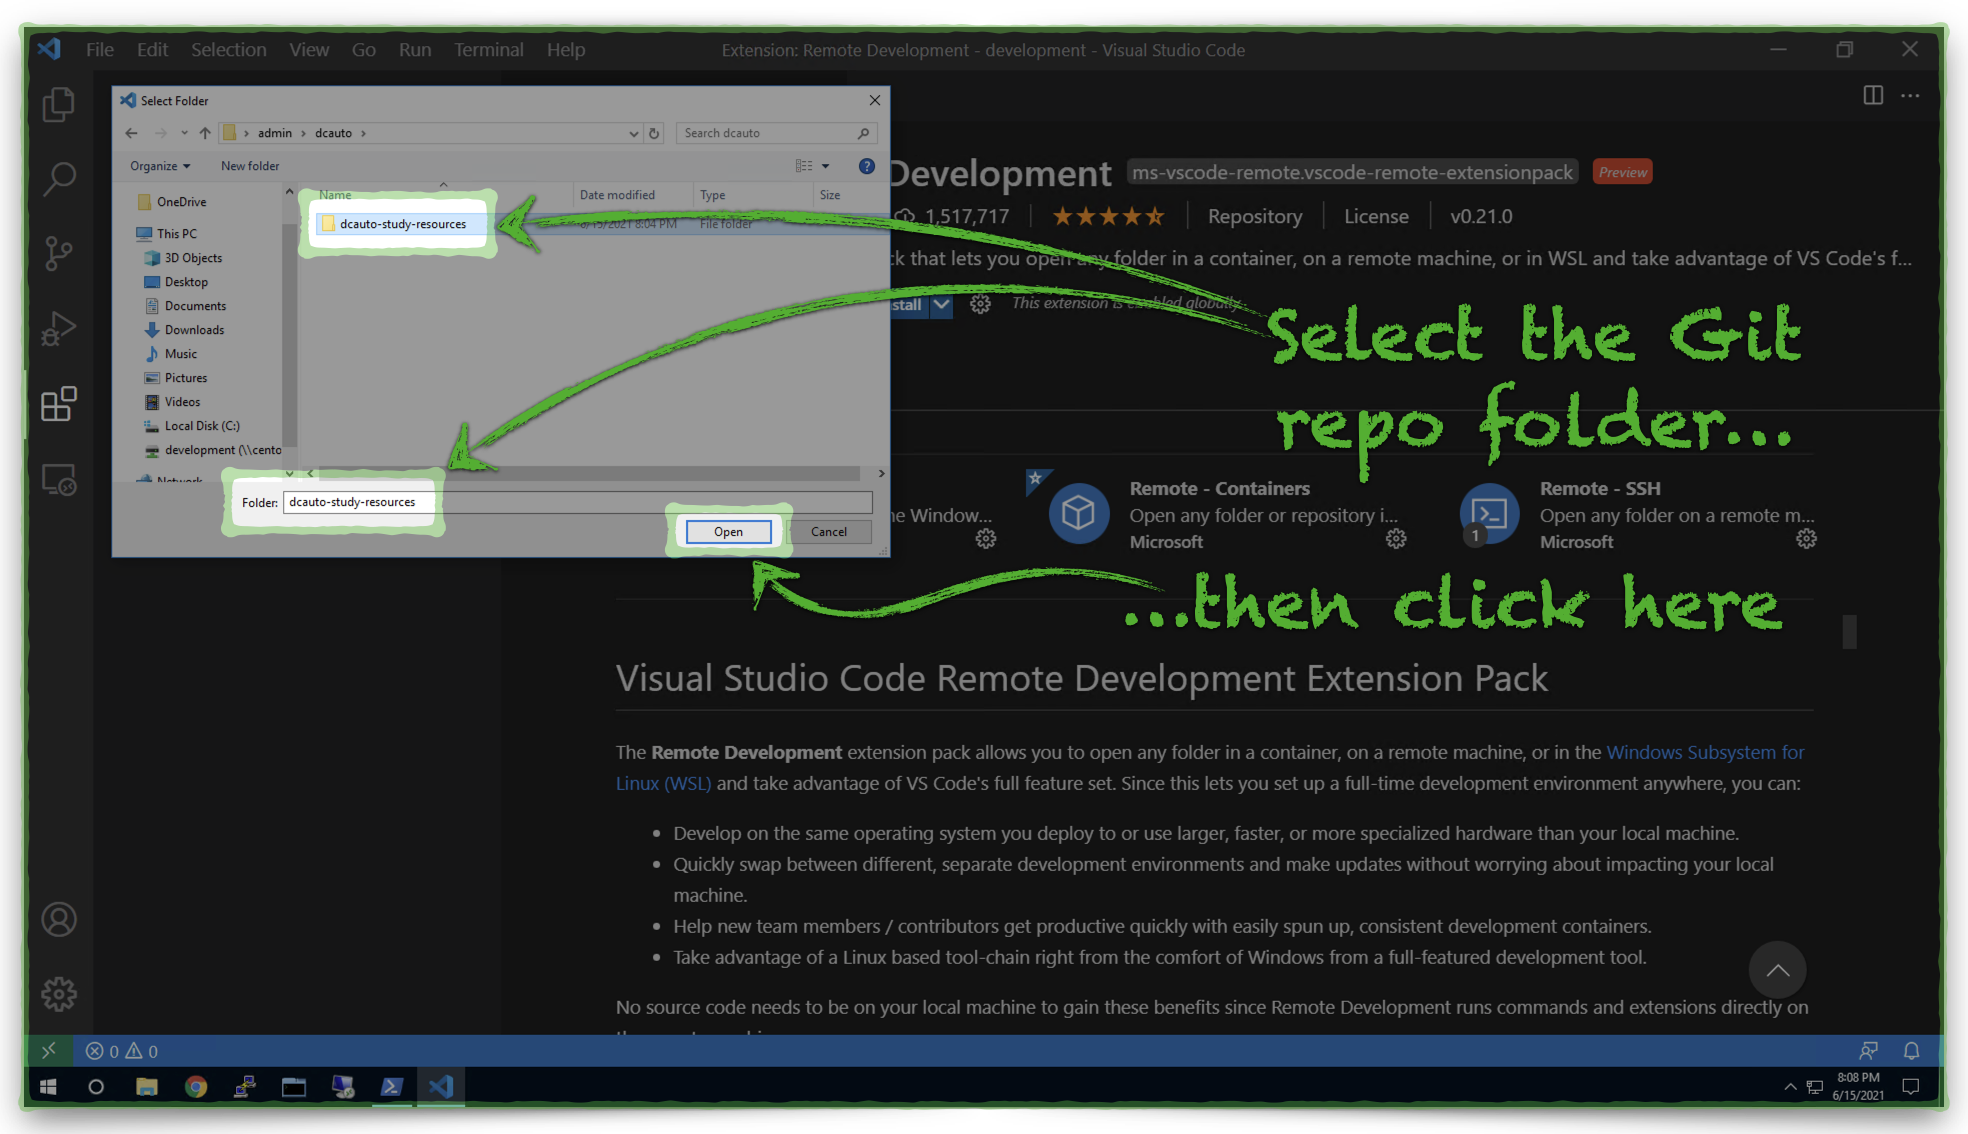 File Edit Selection View Go Run Terminal Help
Extension: Remote Development - development - Visual Studio Code
Select Folder
admin > dcauto >
Search dcauto
Organize
New folder
Name
Date modified
Type
Size
dcauto-study-resources
6/15/2021 8:04 PM
File folder
OneDrive
This PC
3D Objects
Desktop
Documents
Downloads
Music
Pictures
Videos
Local Disk (C:)
development (\\cento
Network
Folder: dcauto-study-resources
Open
Cancel
Development
ms-vscode-remote.vscode-remote-extensionpack
Preview
1,517,717
Repository
License
v0.21.0
ck that lets you open any folder in a container, on a remote machine, or in WSL and take advantage of VS Code's f...
stall
This extension is enabled globally.
Select the Git
repo folder...
Remote - Containers
Open any folder or repository i...
Microsoft
Remote - SSH
Open any folder on a remote m...
Microsoft
1
he Window...
...then click here
Visual Studio Code Remote Development Extension Pack
The Remote Development extension pack allows you to open any folder in a container, on a remote machine, or in the Windows Subsystem for
Linux (WSL) and take advantage of VS Code's full feature set. Since this lets you set up a full-time development environment anywhere, you can:
• Develop on the same operating system you deploy to or use larger, faster, or more specialized hardware than your local machine.
• Quickly swap between different, separate development environments and make updates without worrying about impacting your local
machine.
• Help new team members / contributors get productive quickly with easily spun up, consistent development containers.
• Take advantage of a Linux based tool-chain right from the comfort of Windows from a full-featured development tool.
No source code needs to be on your local machine to gain these benefits since Remote Development runs commands and extensions directly on
0 0
8:08 PM
6/15/2021